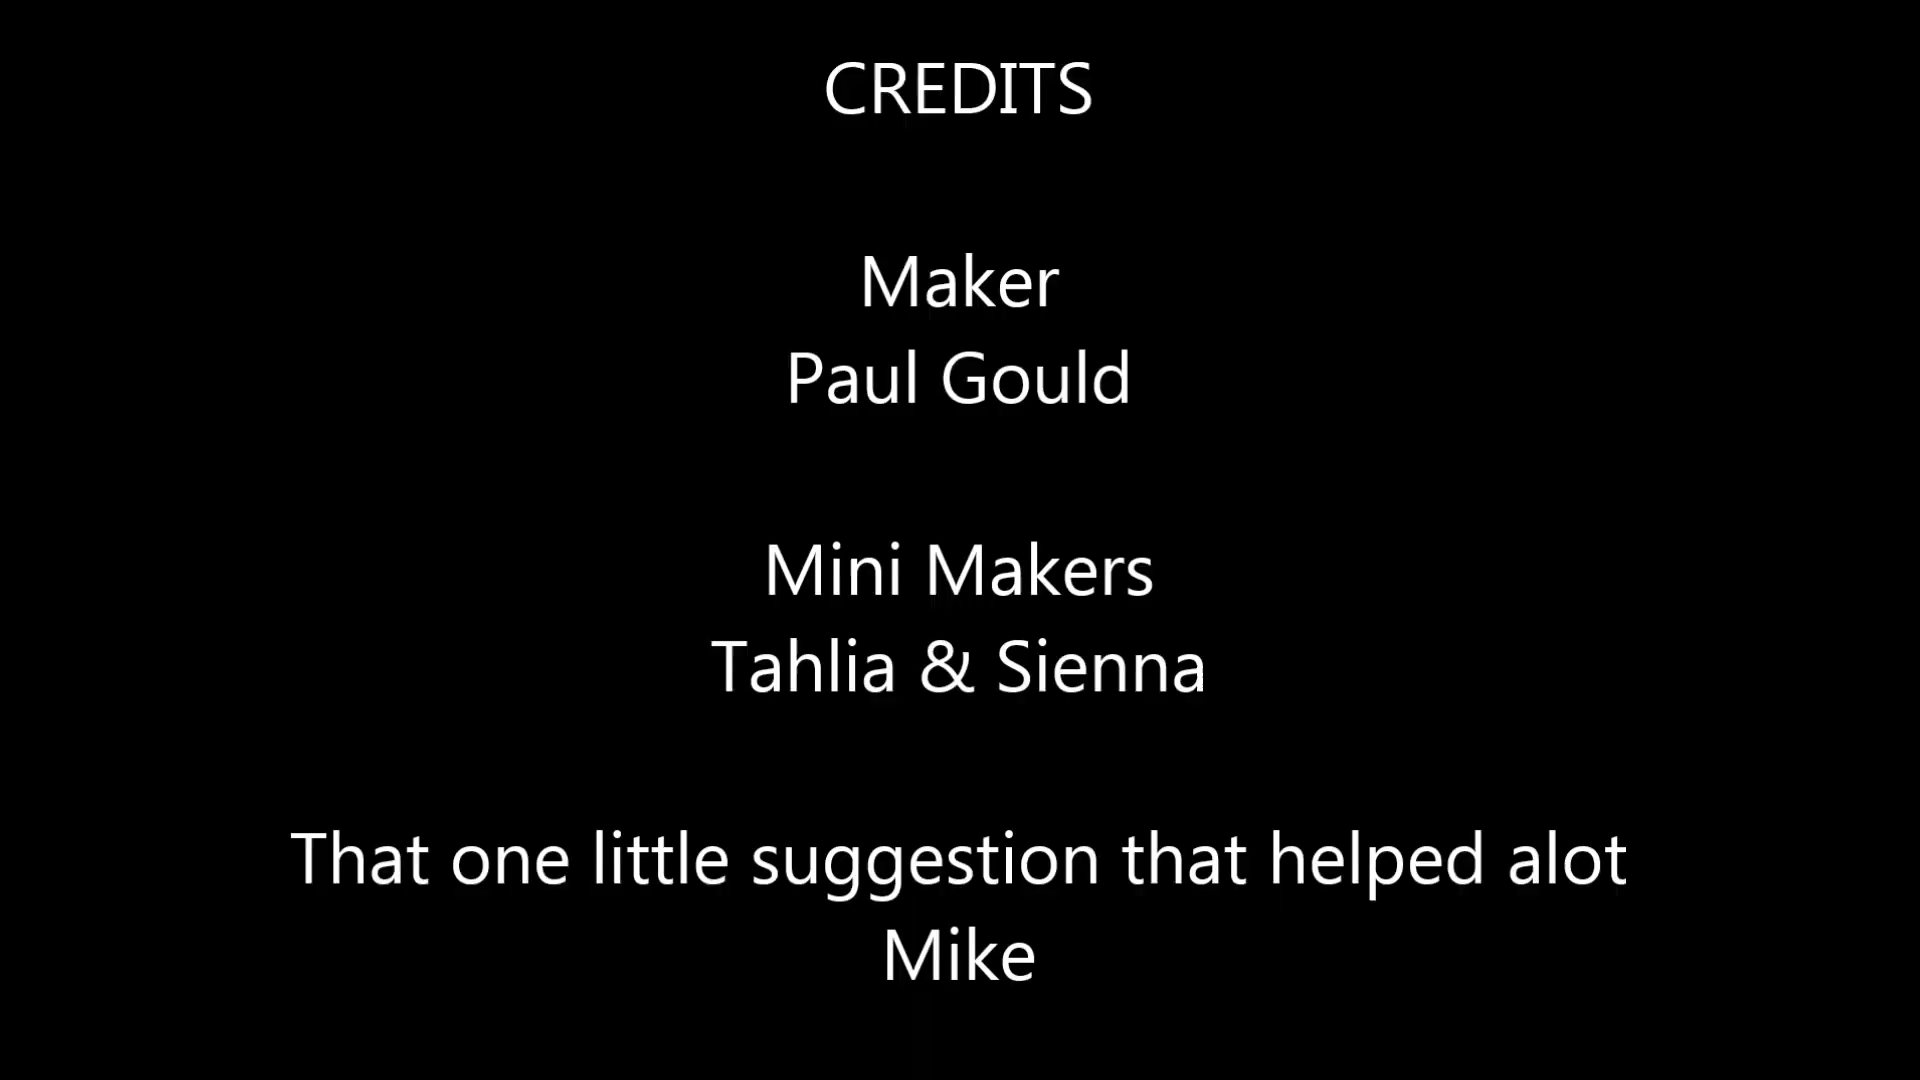 CREDITS
Maker
Paul Gould
Mini Makers
Tahlia & Sienna
That one little suggestion that helped alot
Mike